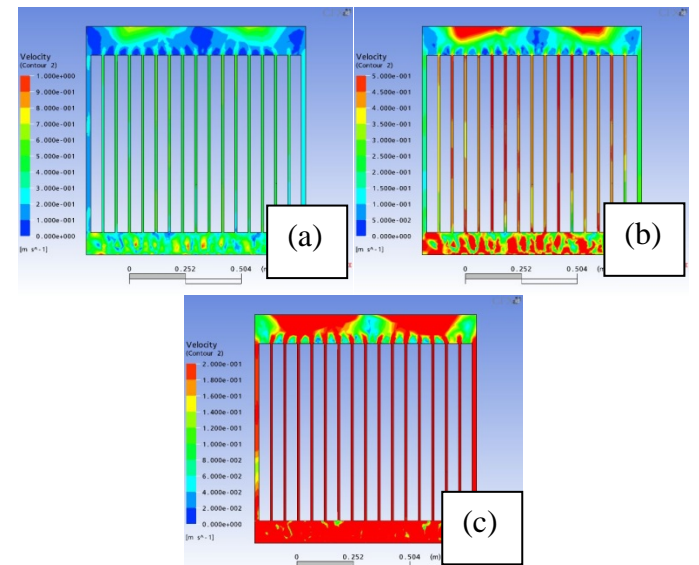 Velocity
(Contour 2)
1.000e+000
9.000e-001
8.000e-001
7.000e-001
6.000e-001
5.000e-001
4.000e-001
3.000e-001
2.000e-001
1.000e-001
0.000e+000
[m s^-1]
0 0.252 0.504 (m)
(a)
Velocity
(Contour 2)
5.000e-001
4.500e-001
4.000e-001
3.500e-001
3.000e-001
2.500e-001
2.000e-001
1.500e-001
1.000e-001
5.000e-002
0.000e+000
[m s^-1]
0 0.252 0.504 (m)
(b)
Velocity
(Contour 2)
2.000e-001
1.800e-001
1.600e-001
1.400e-001
1.200e-001
1.000e-001
8.000e-002
6.000e-002
4.000e-002
2.000e-002
0.000e+000
[m s^-1]
0 0.252 0.504 (m)
(c)